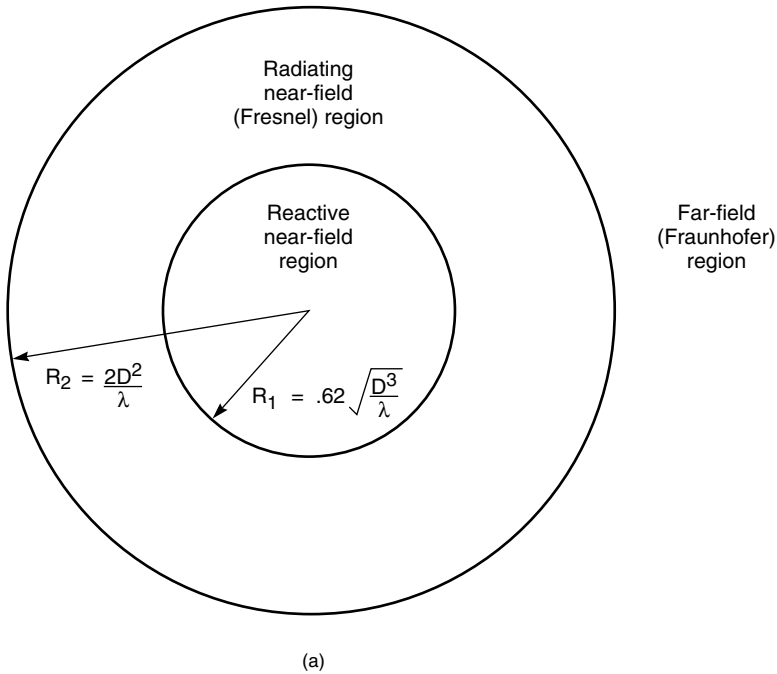 Radiating
near-field
(Fresnel) region
Reactive
near-field
region
Far-field
(Fraunhofer)
region
R₂ = 2D²/λ
R₁ = .62 √(D³/λ)
(a)